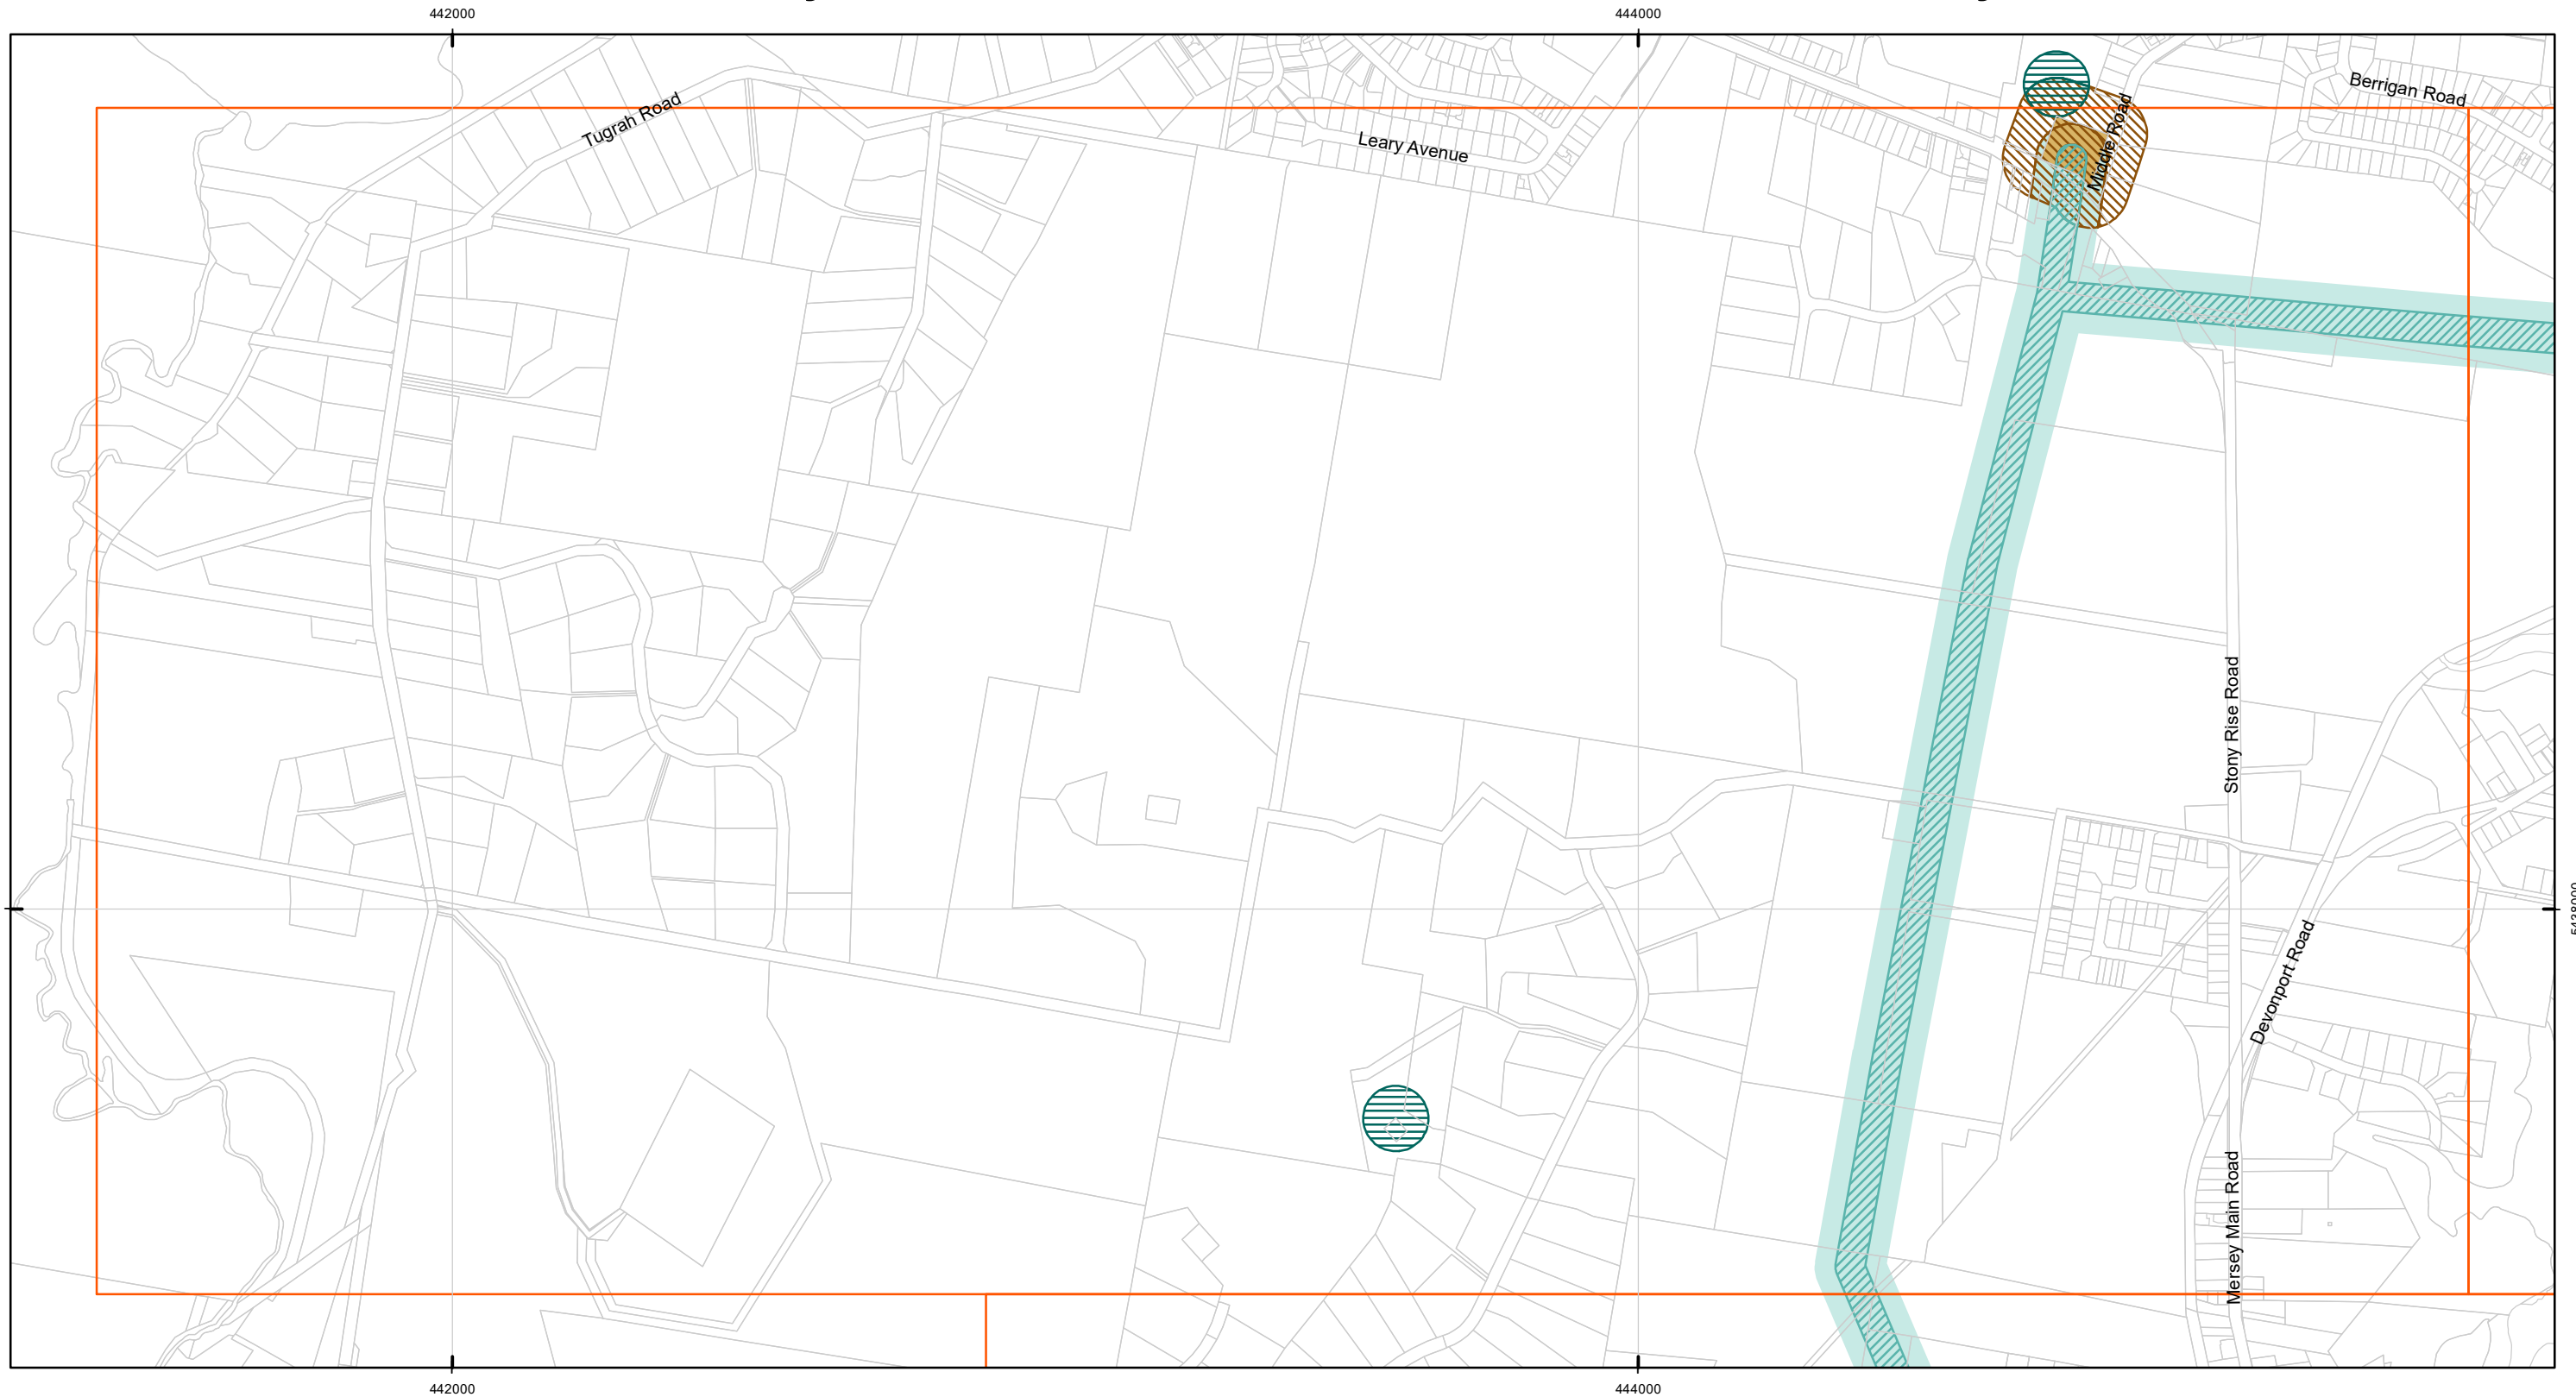 442000
444000
Berrigan Road
Tugrah Road
Middle Road
Leary Avenue
Stony Rise Road
Devonport Road
Mersey Main Road
442000
444000